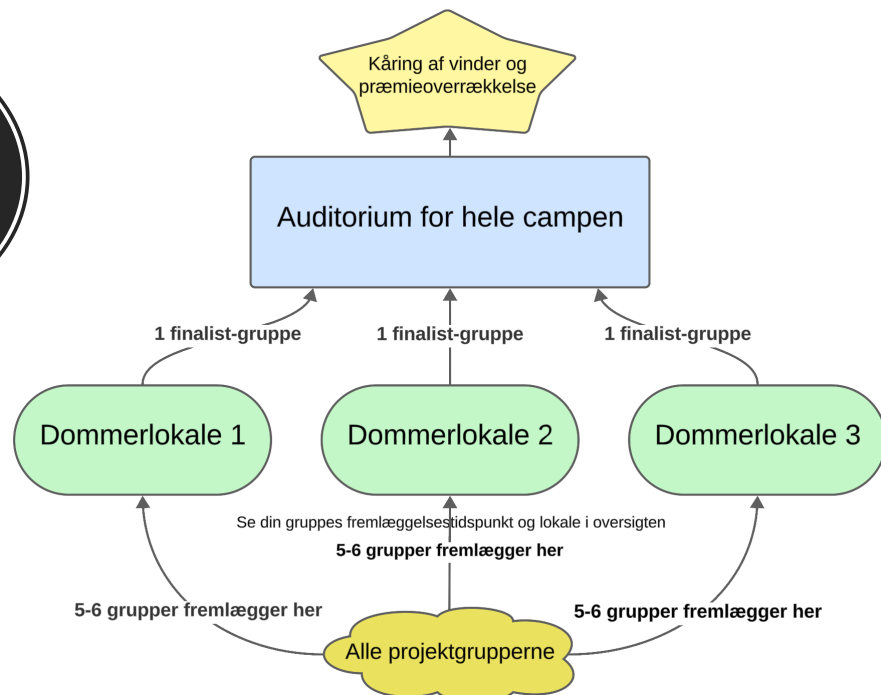 Kåring af vinder og
præmieoverrækkelse
Auditorium for hele campen
1 finalist-gruppe
1 finalist-gruppe
1 finalist-gruppe
Dommerlokale 1
Dommerlokale 2
Dommerlokale 3
Se din gruppes fremlæggelsestidspunkt og lokale i oversigten
5-6 grupper fremlægger her
5-6 grupper fremlægger her
5-6 grupper fremlægger her
Alle projektgrupperne